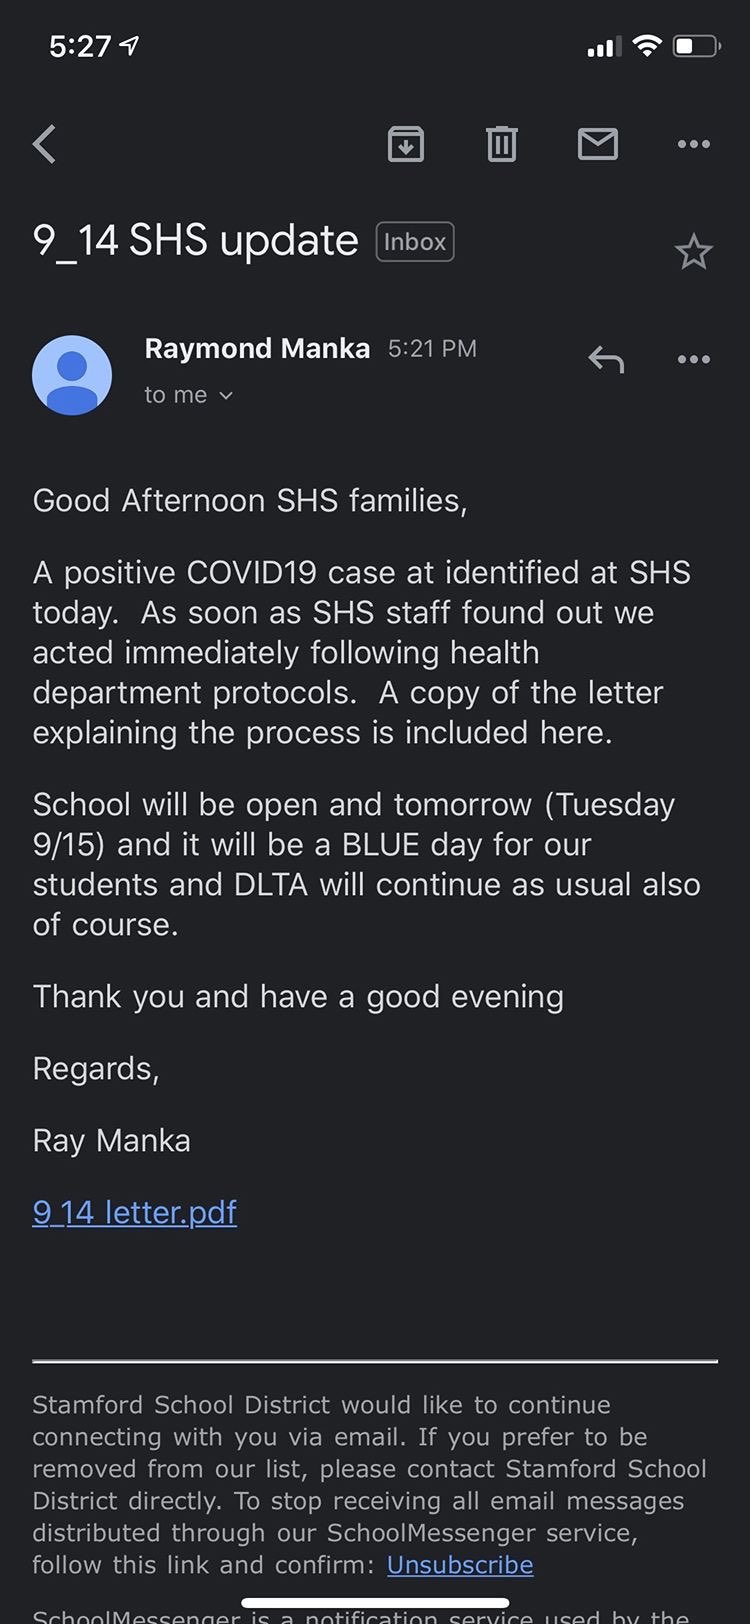 5:27
9_14 SHS update Inbox
Raymond Manka 5:21 PM
to me
Good Afternoon SHS families,
A positive COVID19 case at identified at SHS
today.  As soon as SHS staff found out we
acted immediately following health
department protocols.  A copy of the letter
explaining the process is included here.
School will be open and tomorrow (Tuesday
9/15) and it will be a BLUE day for our
students and DLTA will continue as usual also
of course.
Thank you and have a good evening
Regards,
Ray Manka
9_14 letter.pdf
Stamford School District would like to continue
connecting with you via email. If you prefer to be
removed from our list, please contact Stamford School
District directly. To stop receiving all email messages
distributed through our SchoolMessenger service,
follow this link and confirm: Unsubscribe
SchoolMessenger is a notification service used by the